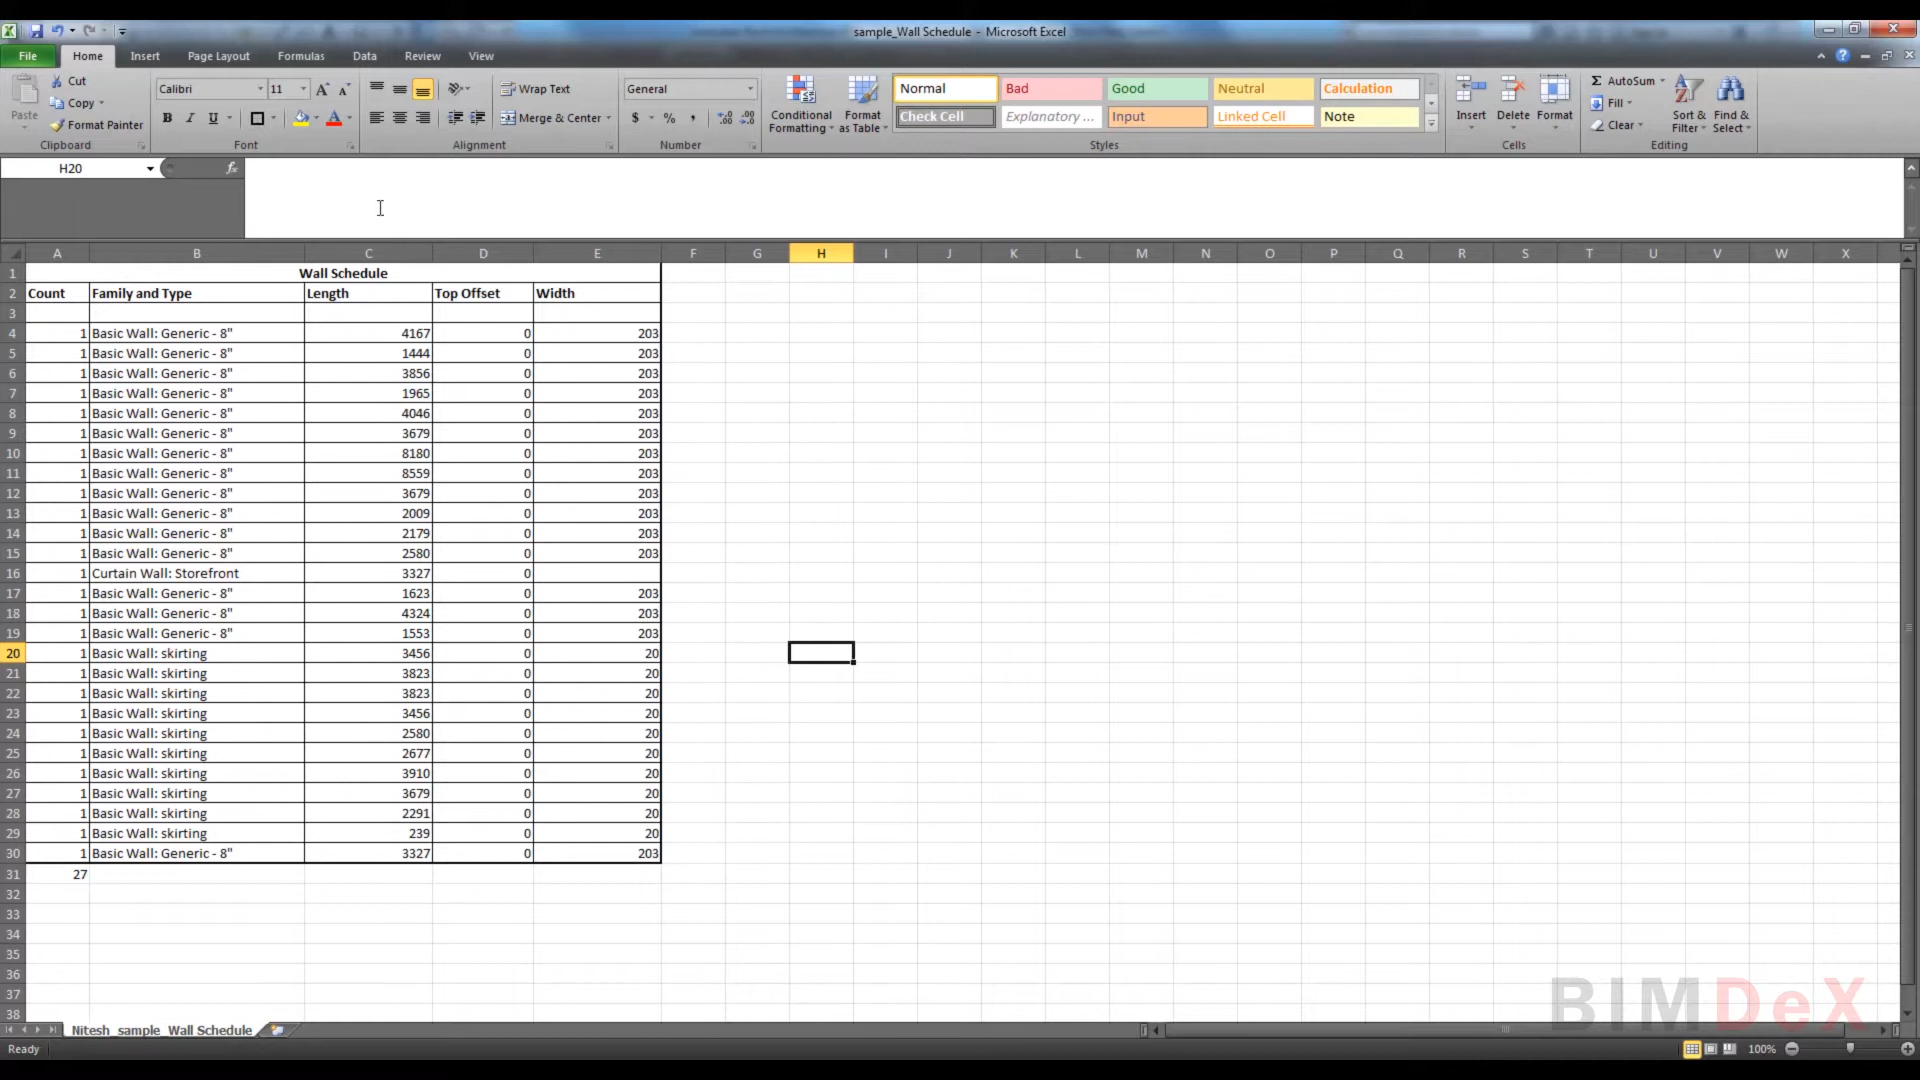 sample_Wall Schedule - Microsoft Excel
File Home Insert Page Layout Formulas Data Review View
Cut
Copy
Format Painter
Paste
Clipboard
Calibri 11
B I U
Font
Wrap Text
Merge & Center
Alignment
General
$ % ,
Number
Conditional Formatting
Format as Table
Normal Bad Good Neutral Calculation
Check Cell Explanatory ... Input Linked Cell Note
Styles
Insert Delete Format
Cells
AutoSum
Fill
Clear
Sort & Filter
Find & Select
Editing
H20 fx
A B C D E F G H I J K L M N O P Q R S T U V W X
1 Wall Schedule
2 Count Family and Type Length Top Offset Width
3
4 1 Basic Wall: Generic - 8" 4167 0 203
5 1 Basic Wall: Generic - 8" 1444 0 203
6 1 Basic Wall: Generic - 8" 3856 0 203
7 1 Basic Wall: Generic - 8" 1965 0 203
8 1 Basic Wall: Generic - 8" 4046 0 203
9 1 Basic Wall: Generic - 8" 3679 0 203
10 1 Basic Wall: Generic - 8" 8180 0 203
11 1 Basic Wall: Generic - 8" 8559 0 203
12 1 Basic Wall: Generic - 8" 3679 0 203
13 1 Basic Wall: Generic - 8" 2009 0 203
14 1 Basic Wall: Generic - 8" 2179 0 203
15 1 Basic Wall: Generic - 8" 2580 0 203
16 1 Curtain Wall: Storefront 3327 0
17 1 Basic Wall: Generic - 8" 1623 0 203
18 1 Basic Wall: Generic - 8" 4324 0 203
19 1 Basic Wall: Generic - 8" 1553 0 203
20 1 Basic Wall: skirting 3456 0 20
21 1 Basic Wall: skirting 3823 0 20
22 1 Basic Wall: skirting 3823 0 20
23 1 Basic Wall: skirting 3456 0 20
24 1 Basic Wall: skirting 2580 0 20
25 1 Basic Wall: skirting 2677 0 20
26 1 Basic Wall: skirting 3910 0 20
27 1 Basic Wall: skirting 3679 0 20
28 1 Basic Wall: skirting 2291 0 20
29 1 Basic Wall: skirting 239 0 20
30 1 Basic Wall: Generic - 8" 3327 0 203
31 27
32
33
34
35
36
37
38
BIMDeX
Nitesh_sample_Wall Schedule
Ready 100%